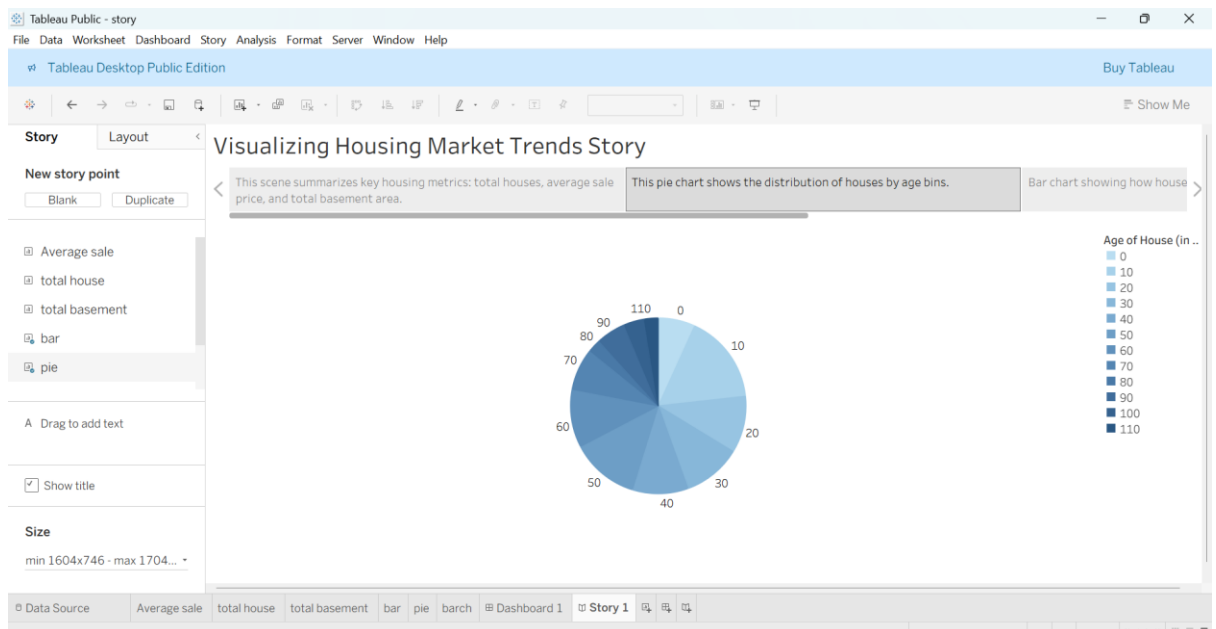 Tableau Public - story
File Data Worksheet Dashboard Story Analysis Format Server Window Help
Tableau Desktop Public Edition
Buy Tableau
Show Me
Story
Layout
New story point
Blank
Duplicate
Average sale
total house
total basement
bar
pie
A Drag to add text
Show title
Size
min 1604x746 - max 1704...
Visualizing Housing Market Trends Story
This scene summarizes key housing metrics: total houses, average sale
price, and total basement area.
This pie chart shows the distribution of houses by age bins.
Bar chart showing how house
110
0
90
10
80
70
60
20
50
30
40
Age of House (in ..
0
10
20
30
40
50
60
70
80
90
100
110
Data Source
Average sale
total house
total basement
bar
pie
barch
Dashboard 1
Story 1